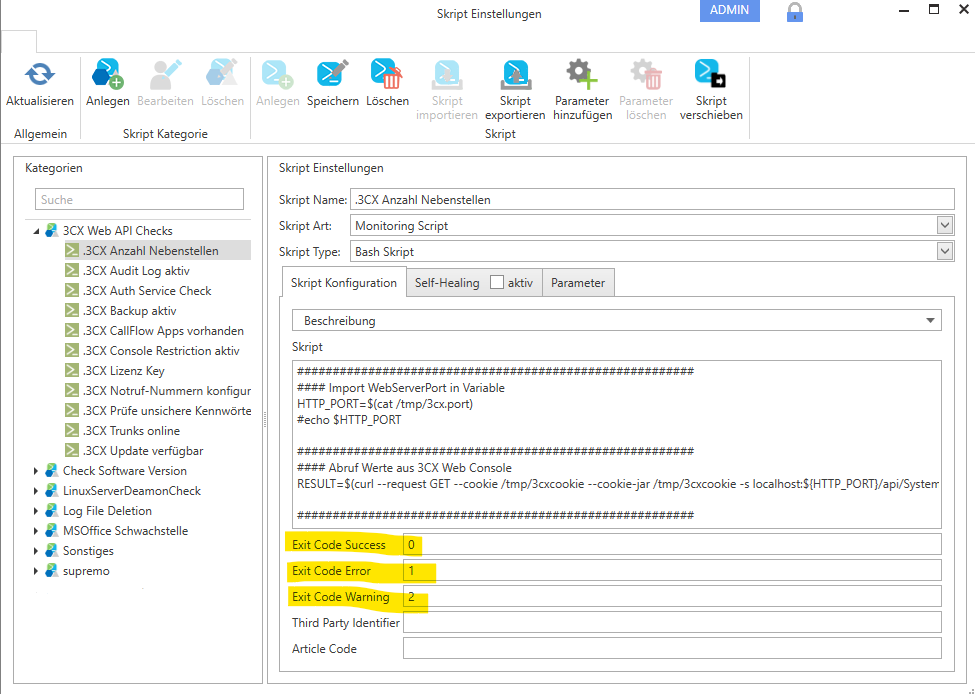 Skript Einstellungen
ADMIN
Aktualisieren
Anlegen Bearbeiten Löschen
Anlegen Speichern Löschen Skript importieren Skript exportieren Parameter hinzufügen Parameter löschen Skript verschieben
Allgemein
Skript Kategorie
Skript
Kategorien
Suche
3CX Web API Checks
.3CX Anzahl Nebenstellen
.3CX Audit Log aktiv
.3CX Auth Service Check
.3CX Backup aktiv
.3CX CallFlow Apps vorhanden
.3CX Console Restriction aktiv
.3CX Lizenz Key
.3CX Notruf-Nummern konfigur
.3CX Prüfe unsichere Kennwörte
.3CX Trunks online
.3CX Update verfügbar
Check Software Version
LinuxServerDeamonCheck
Log File Deletion
MSOffice Schwachstelle
Sonstiges
supremo
Skript Einstellungen
Skript Name: .3CX Anzahl Nebenstellen
Skript Art: Monitoring Script
Skript Type: Bash Skript
Skript Konfiguration Self-Healing aktiv Parameter
Beschreibung
Skript
########################################################
#### Import WebServerPort in Variable
HTTP_PORT=$(cat /tmp/3cx.port)
#echo $HTTP_PORT
########################################################
#### Abruf Werte aus 3CX Web Console
RESULT=$(curl --request GET --cookie /tmp/3cxcookie --cookie-jar /tmp/3cxcookie -s localhost:${HTTP_PORT}/api/System
########################################################
Exit Code Success 0
Exit Code Error 1
Exit Code Warning 2
Third Party Identifier
Article Code